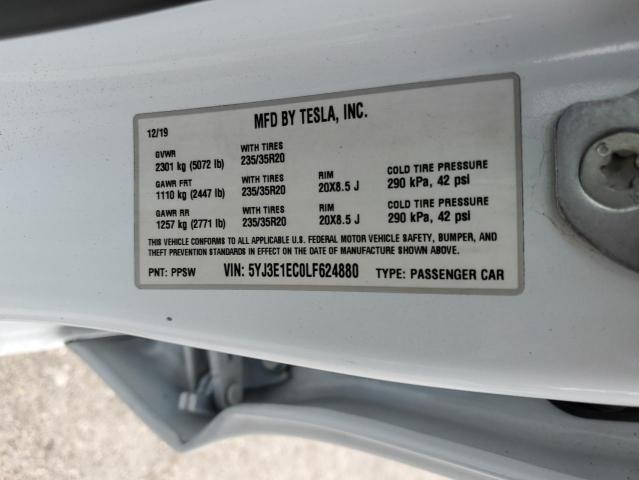 MFD BY TESLA, INC.
12/19
GVWR WITH TIRES
2301 kg (5072 lb) 235/35R20
GAWR FRT WITH TIRES RIM COLD TIRE PRESSURE
1110 kg (2447 lb) 235/35R20 20X8.5 J 290 kPa, 42 psi
GAWR RR WITH TIRES RIM COLD TIRE PRESSURE
1257 kg (2771 lb) 235/35R20 20X8.5 J 290 kPa, 42 psi
THIS VEHICLE CONFORMS TO ALL APPLICABLE U.S. FEDERAL MOTOR VEHICLE SAFETY, BUMPER, AND
THEFT PREVENTION STANDARDS IN EFFECT ON THE DATE OF MANUFACTURE SHOWN ABOVE.
PNT: PPSW VIN: 5YJ3E1EC0LF624880 TYPE: PASSENGER CAR